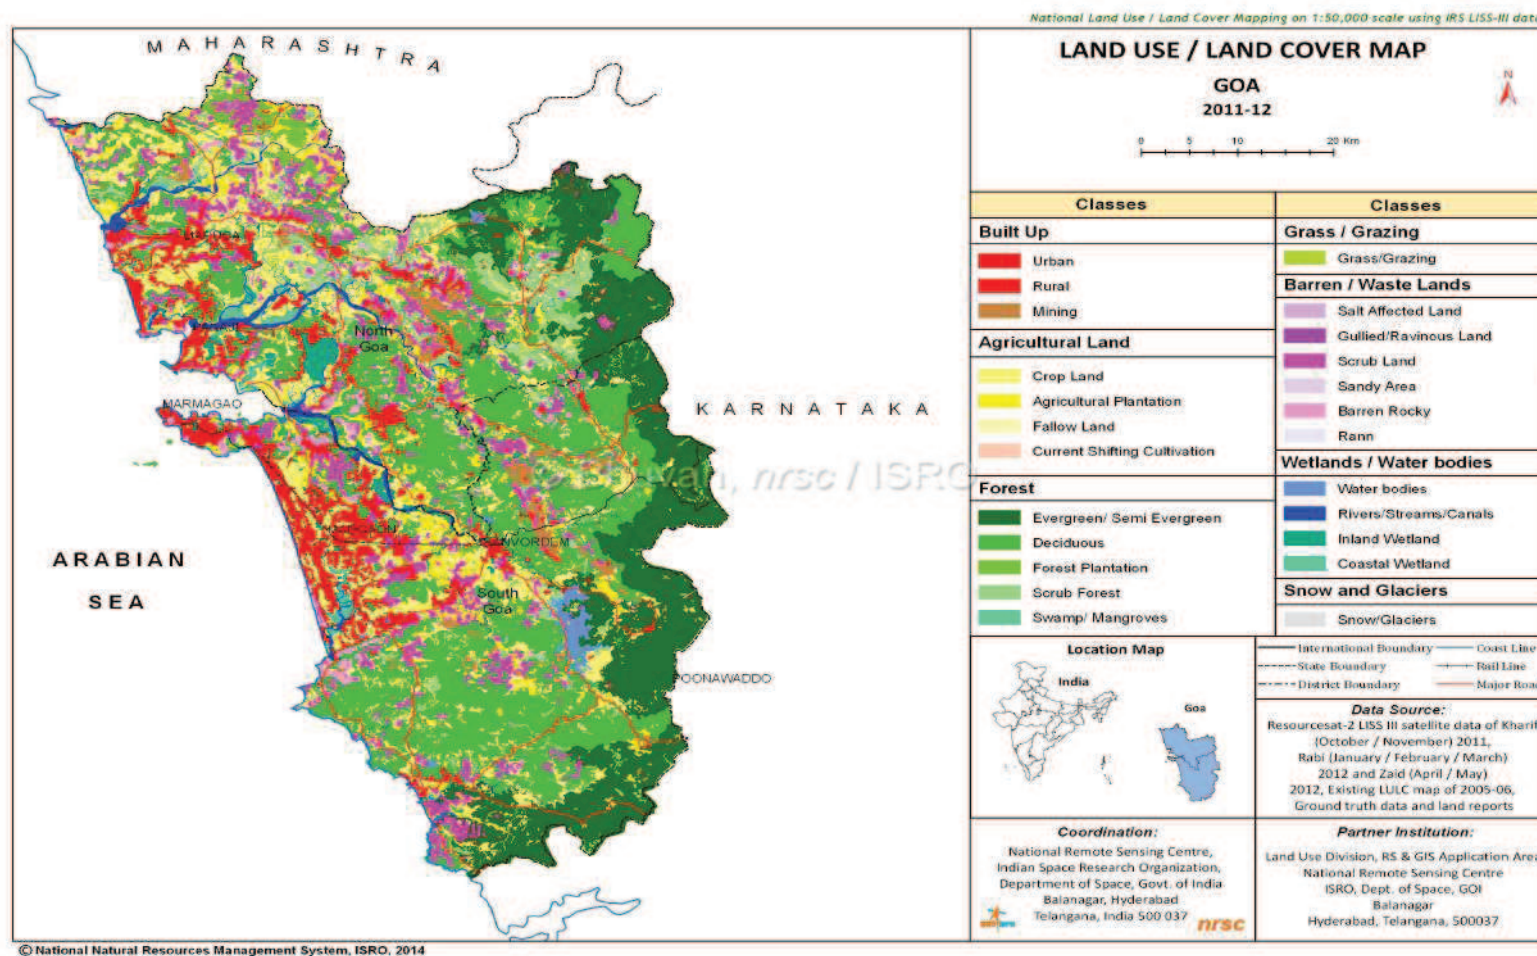 National Land Use / Land Cover Mapping on 1:50,000 scale using IRS LISS-III data
MAHARASHTRA
KARNATAKA
ARABIAN
SEA
North
Goa
MARMAGAO
South
Goa
© Bhuvan, nrsc / ISRO
LAND USE / LAND COVER MAP
GOA
2011-12
N
0 5 10 20 Km
Classes
Built Up
Urban
Rural
Mining
Agricultural Land
Crop Land
Agricultural Plantation
Fallow Land
Current Shifting Cultivation
Forest
Evergreen/ Semi Evergreen
Deciduous
Forest Plantation
Scrub Forest
Swamp/ Mangroves
Classes
Grass / Grazing
Grass/Grazing
Barren / Waste Lands
Salt Affected Land
Gullied/Ravinous Land
Scrub Land
Sandy Area
Barren Rocky
Rann
Wetlands / Water bodies
Water bodies
Rivers/Streams/Canals
Inland Wetland
Coastal Wetland
Snow and Glaciers
Snow/Glaciers
Location Map
India
Goa
International Boundary
State Boundary
District Boundary
Coast Line
Rail Line
Major Road
Data Source:
Resourcesat-2 LISS III satellite data of Kharif
(October / November) 2011,
Rabi (January / February / March)
2012 and Zaid (April / May)
2012, Existing LULC map of 2005-06,
Ground truth data and land reports
Coordination:
National Remote Sensing Centre,
Indian Space Research Organization,
Department of Space, Govt. of India
Balanagar, Hyderabad
Telangana, India 500 037
nrsc
Partner Institution:
Land Use Division, RS & GIS Application Area
National Remote Sensing Centre
ISRO, Dept. of Space, GOI
Balanagar
Hyderabad, Telangana, 500037
© National Natural Resources Management System, ISRO, 2014